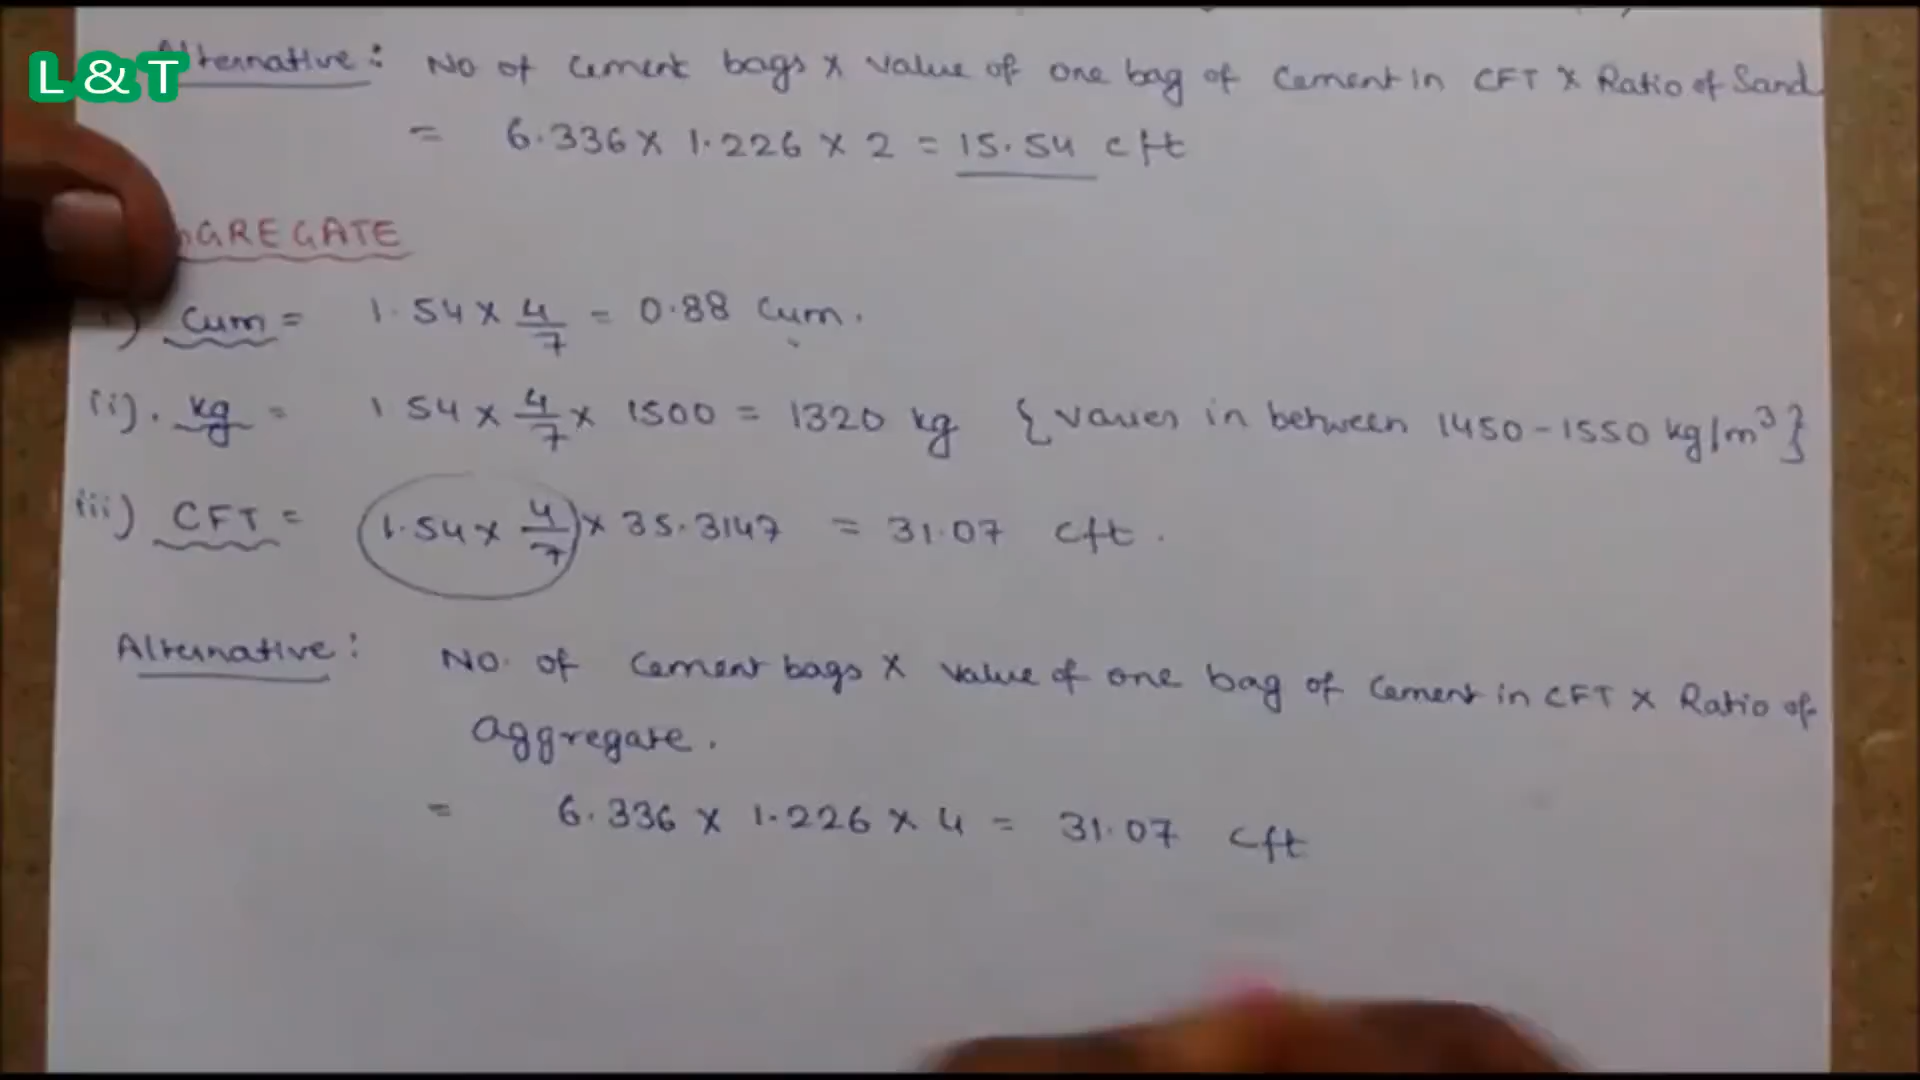 L & T
Alternative: No of cement bags x value of one bag of cement in CFT x Ratio of Sand
= 6.336 x 1.226 x 2 = 15.54 cft
GGREGATE
i) Cum = 1.54 x 4/7 = 0.88 Cum.
(ii). kg = 1.54 x 4/7 x 1500 = 1320 kg {varies in between 1450-1550 kg/m³}
iii) CFT = 1.54 x 4/7 x 35.3147 = 31.07 cft.
Alternative: No. of cement bags x value of one bag of cement in CFT x Ratio of
aggregate.
= 6.336 x 1.226 x 4 = 31.07 cft